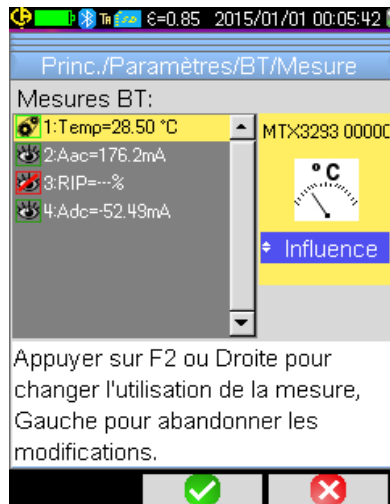 ε=0.85 2015/01/01 00:05:42
Princ./Paramètres/BT/Mesure
Mesures BT:
1:Temp=28.50 °C
2:Aac=176.2mA
3:RIP=---%
4:Adc=-52.49mA
MTX3293 0000
°C
Influence
Appuyer sur F2 ou Droite pour
changer l'utilisation de la mesure,
Gauche pour abandonner les
modifications.